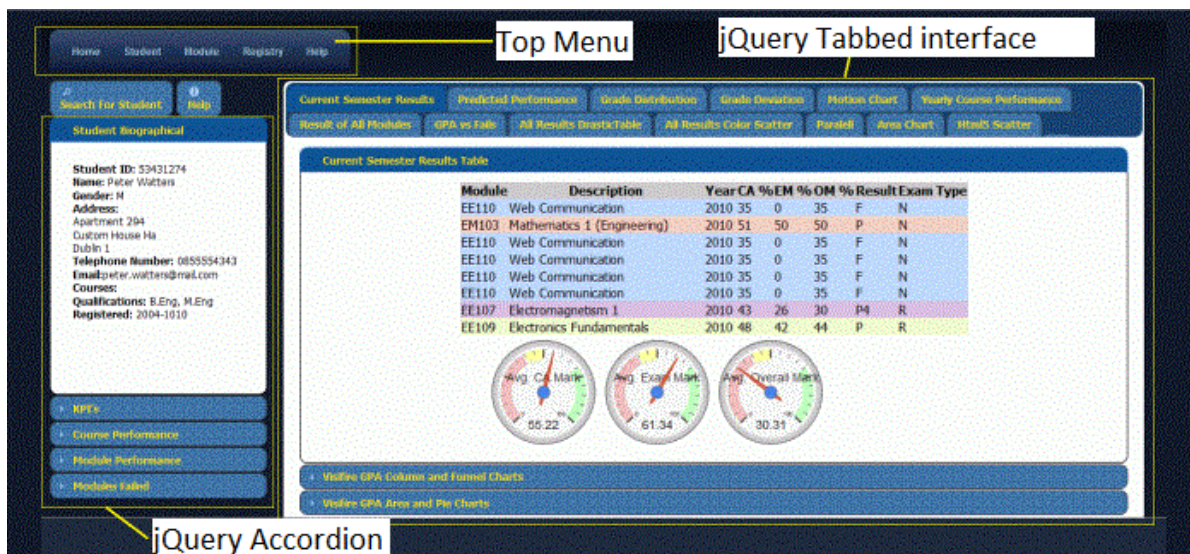 Top Menu
jQuery Tabbed interface
Home Student Module Registry Help
Search For Student Help
Student Biographical
Student ID: 53431274
Name: Peter Watters
Gender: M
Address:
Apartment 294
Custom House Ha
Dublin 1
Telephone Number: 0855554343
Email:peter.watters@mail.com
Courses:
Qualifications: B.Eng, M.Eng
Registered: 2004-1010
KPI's
Course Performance
Module Performance
Modules Failed
jQuery Accordion
Current Semester Results Predicted Performance Grade Distribution Grade Deviation Motion Chart Yearly Course Performance
Result of All Modules GPA vs Fails All Results DrasticTable All Results Color Scatter Paralell Area Chart Html5 Scatter
Current Semester Results Table
Module Description Year CA % EM % OM % Result Exam Type
EE110 Web Communication 2010 35 0 35 F N
EM103 Mathematics 1 (Engineering) 2010 51 50 50 P N
EE110 Web Communication 2010 35 0 35 F N
EE110 Web Communication 2010 35 0 35 F N
EE110 Web Communication 2010 35 0 35 F N
EE110 Web Communication 2010 35 0 35 F N
EE107 Electromagnetism 1 2010 43 26 30 P4 R
EE109 Electronics Fundamentals 2010 48 42 44 P R
Avg. CA Mark Avg. Exam Mark Avg. Overall Mark
55.22 61.34 30.31
Visifire GPA Column and Funnel Charts
Visifire GPA Area and Pie Charts